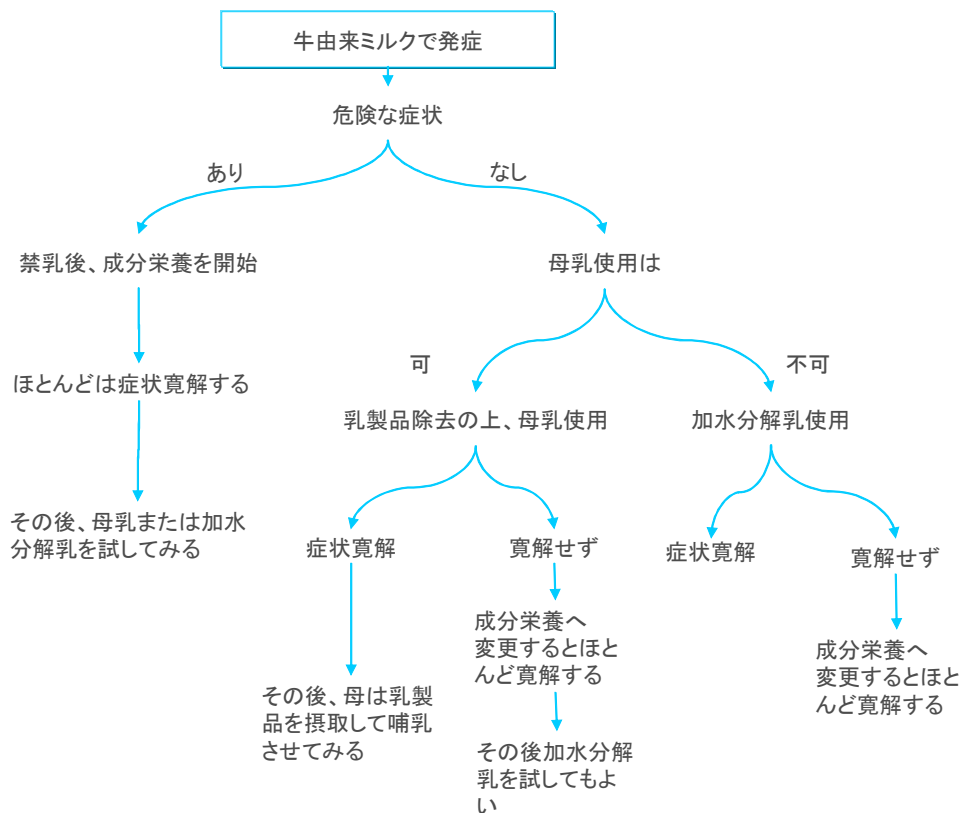 牛由来ミルクで発症
危険な症状
あり
なし
禁乳後、成分栄養を開始
母乳使用は
ほとんどは症状寛解する
可
不可
乳製品除去の上、母乳使用
加水分解乳使用
その後、母乳または加水
分解乳を試してみる
症状寛解
寛解せず
症状寛解
寛解せず
成分栄養へ
変更するとほと
んど寛解する
成分栄養へ
変更するとほと
んど寛解する
その後、母は乳製
品を摂取して哺乳
させてみる
その後加水分解
乳を試してもよ
い